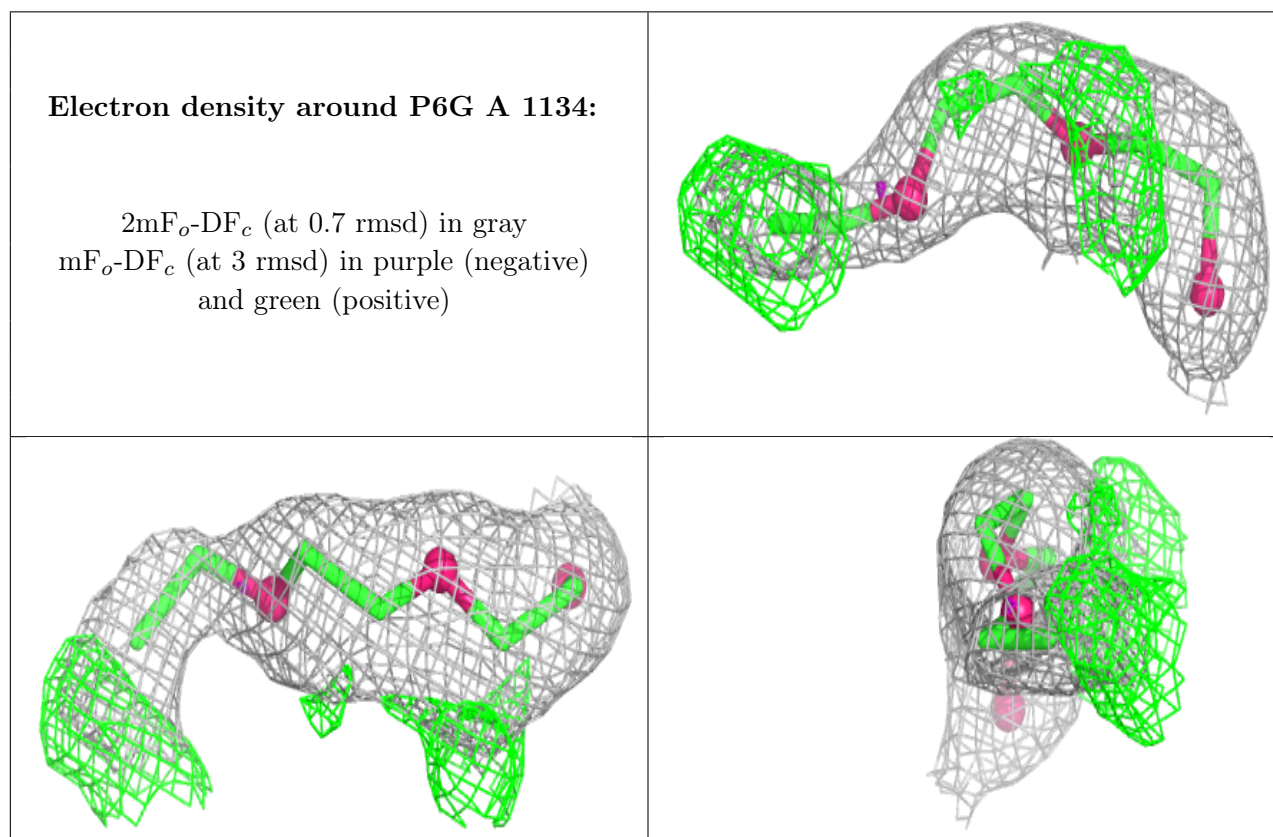 Electron density around P6G A 1134:
2mFo-DFc (at 0.7 rmsd) in gray
mFo-DFc (at 3 rmsd) in purple (negative)
and green (positive)